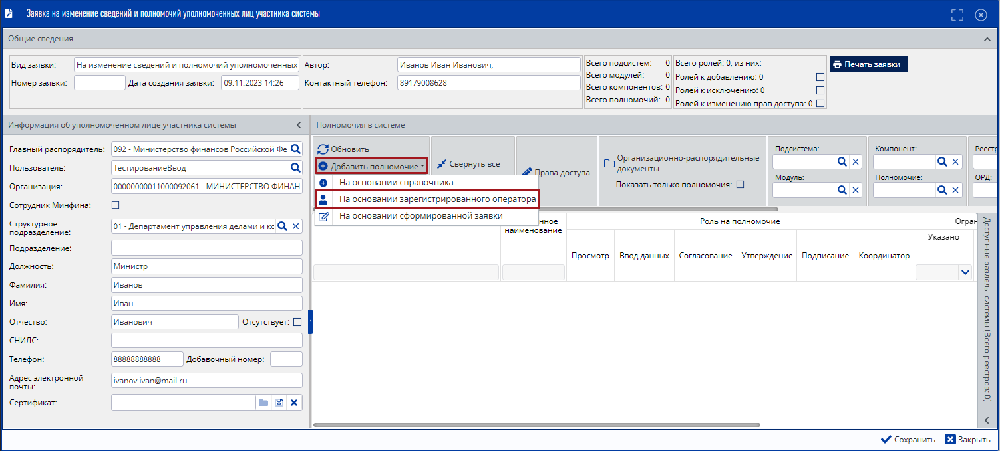 Заявка на изменение сведений и полномочий уполномоченных лиц участника системы
Общие сведения
Вид заявки: На изменение сведений и полномочий уполномоченных
Номер заявки: Дата создания заявки: 09.11.2023 14:26
Автор: Иванов Иван Иванович,
Контактный телефон: 89179008628
Всего подсистем: 0
Всего модулей: 0
Всего компонентов: 0
Всего полномочий: 0
Всего ролей: 0, из них:
Ролей к добавлению: 0
Ролей к исключению: 0
Ролей к изменению прав доступа: 0
Печать заявки
Информация об уполномоченном лице участника системы
Главный распорядитель: 092 - Министерство финансов Российской Фе
Пользователь: ТестированиеВвод
Организация: 00000000011000092061 - МИНИСТЕРСТВО ФИНАН
Сотрудник Минфина:
Структурное
подразделение: 01 - Департамент управления делами и кс
Подразделение:
Должность: Министр
Фамилия: Иванов
Имя: Иван
Отчество: Иванович Отсутствует:
СНИЛС:
Телефон: 88888888888 Добавочный номер:
Адрес электронной
почты: ivanov.ivan@mail.ru
Сертификат:
Полномочия в системе
Обновить
Добавить полномочие
На основании справочника
На основании зарегистрированного оператора
На основании сформированной заявки
Свернуть все
Права доступа
Организационно-распорядительные
документы
Показать только полномочия:
Подсистема:
Модуль:
Компонент:
Полномочие:
Реестр
ОРД:
нное
наименование
Роль на полномочие
Просмотр
Ввод данных
Согласование
Утверждение
Подписание
Координатор
Огран
Указано
Доступные разделы системы (Всего реестров: 0)
Сохранить
Закрыть